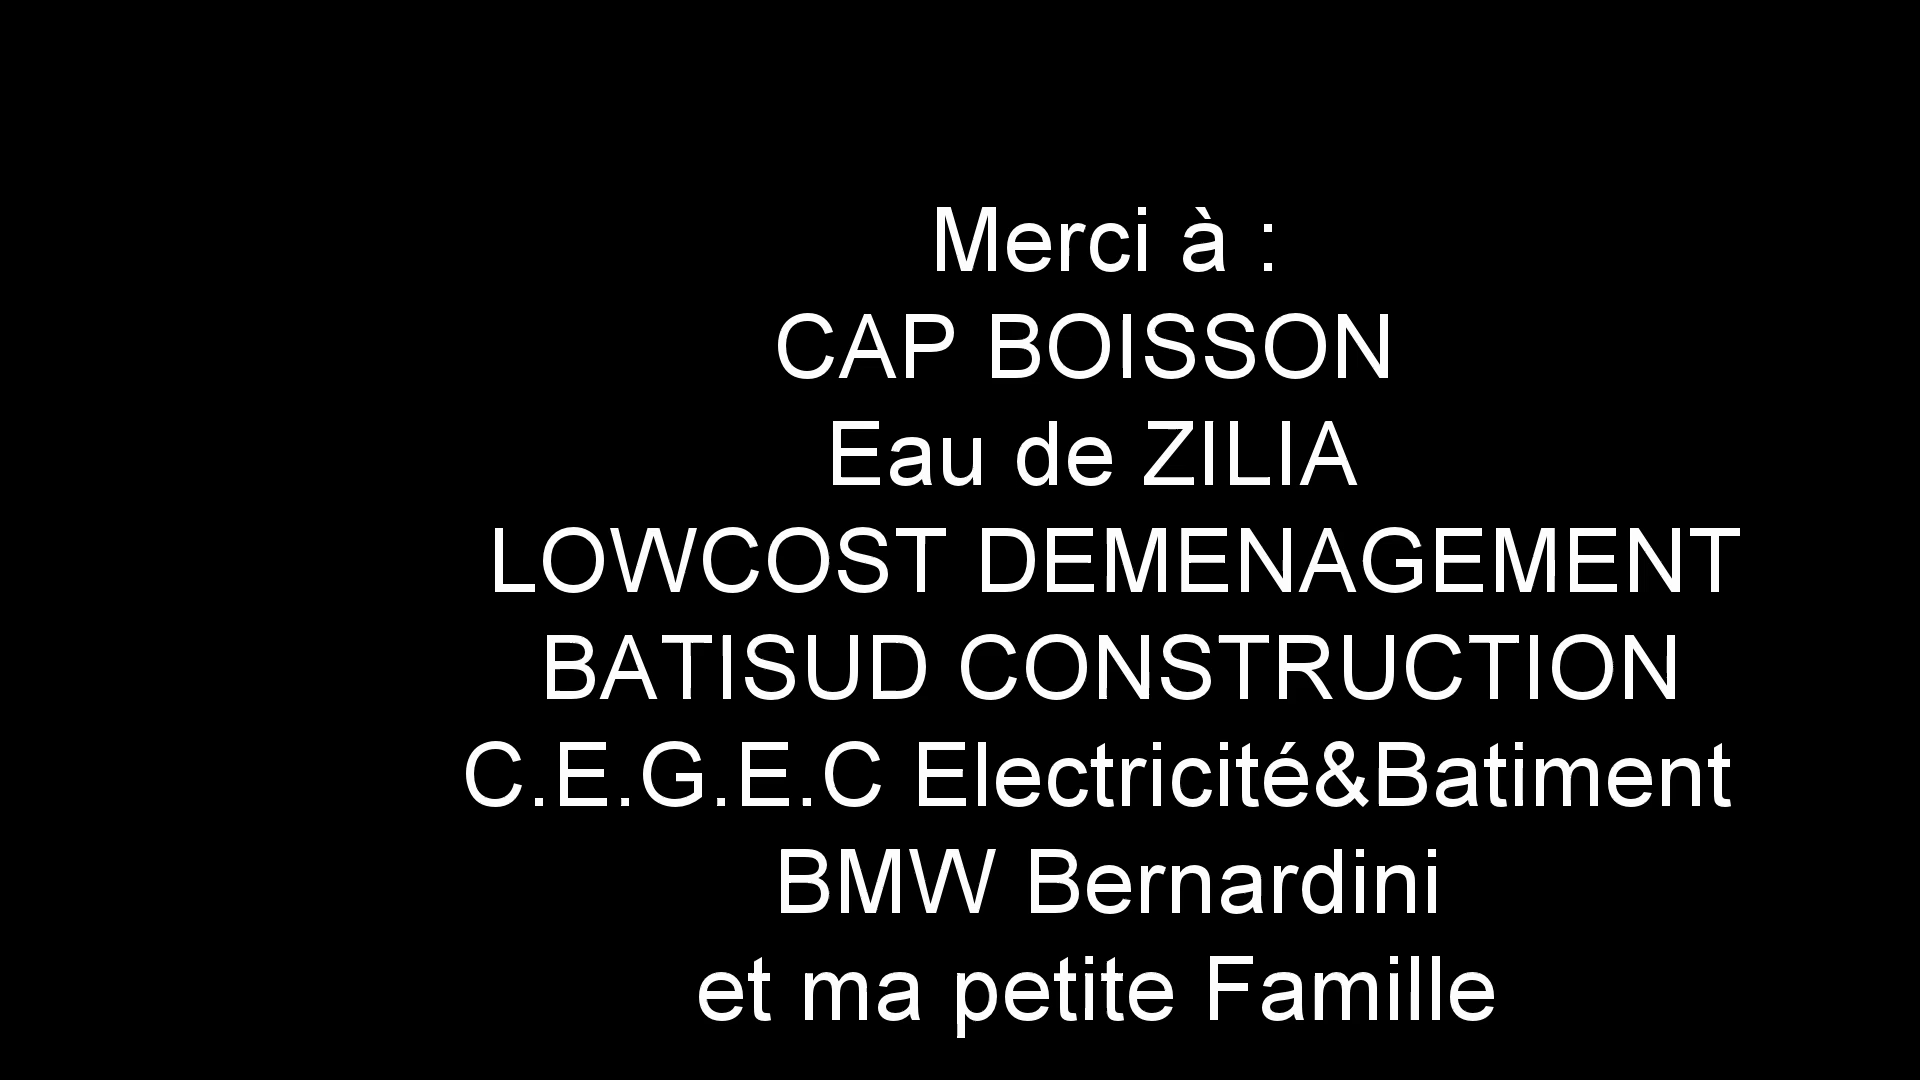 Merci à :
CAP BOISSON
Eau de ZILIA
LOWCOST DEMENAGEMENT
BATISUD CONSTRUCTION
C.E.G.E.C Electricité&Batiment
BMW Bernardini
et ma petite Famille